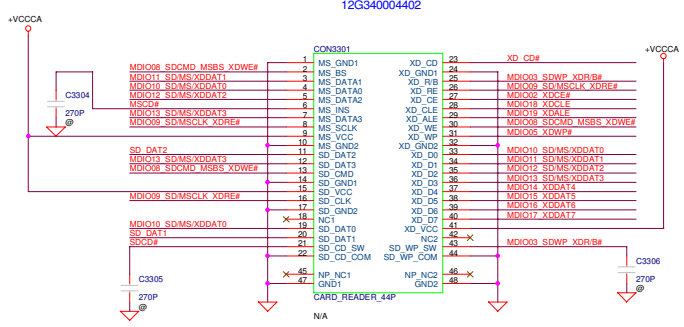 12G340004402
+VCCCA
+VCCCA
CON3301
1 MS_GND1 XD_CD 23 XD_CD#
MDIO08_SDCMD_MSBS_XDWE# 2 MS_BS XD_GND1 24
MDIO11_SD/MS/XDDAT1 3 MS_DATA1 XD_R/B 25 MDIO03_SDWP_XDR/B#
MDIO10_SD/MS/XDDAT0 4 MS_DATA0 XD_RE 26 MDIO09_SD/MSCLK_XDRE#
MDIO12_SD/MS/XDDAT2 5 MS_DATA2 XD_CE 27 MDIO02_XDCE#
MSCD# 6 MS_INS XD_CLE 28 MDIO18_XDCLE
MDIO13_SD/MS/XDDAT3 7 MS_DATA3 XD_ALE 29 MDIO19_XDALE
MDIO09_SD/MSCLK_XDRE# 8 MS_SCLK XD_WE 30 MDIO08_SDCMD_MSBS_XDWE#
9 MS_VCC XD_WP 31 MDIO05_XDWP#
10 MS_GND2 XD_GND2 32
SD_DAT2 11 SD_DAT2 XD_D0 33 MDIO10_SD/MS/XDDAT0
MDIO13_SD/MS/XDDAT3 12 SD_DAT3 XD_D1 34 MDIO11_SD/MS/XDDAT1
MDIO08_SDCMD_MSBS_XDWE# 13 SD_CMD XD_D2 35 MDIO12_SD/MS/XDDAT2
14 SD_GND1 XD_D3 36 MDIO13_SD/MS/XDDAT3
15 SD_VCC XD_D4 37 MDIO14_XDDAT4
MDIO09_SD/MSCLK_XDRE# 16 SD_CLK XD_D5 38 MDIO15_XDDAT5
17 SD_GND2 XD_D6 39 MDIO16_XDDAT6
18 NC1 XD_D7 40 MDIO17_XDDAT7
MDIO10_SD/MS/XDDAT0 19 SD_DAT0 XD_VCC 41
SD_DAT1 20 SD_DAT1 NC2 42
SDCD# 21 SD_CD_SW SD_WP_SW 43 MDIO03_SDWP_XDR/B#
22 SD_CD_COM SD_WP_COM 44
45 NP_NC1 NP_NC2 46
47 GND1 GND2 48
CARD_READER_44P
N/A
C3304
270P
@
C3305
270P
@
C3306
270P
@